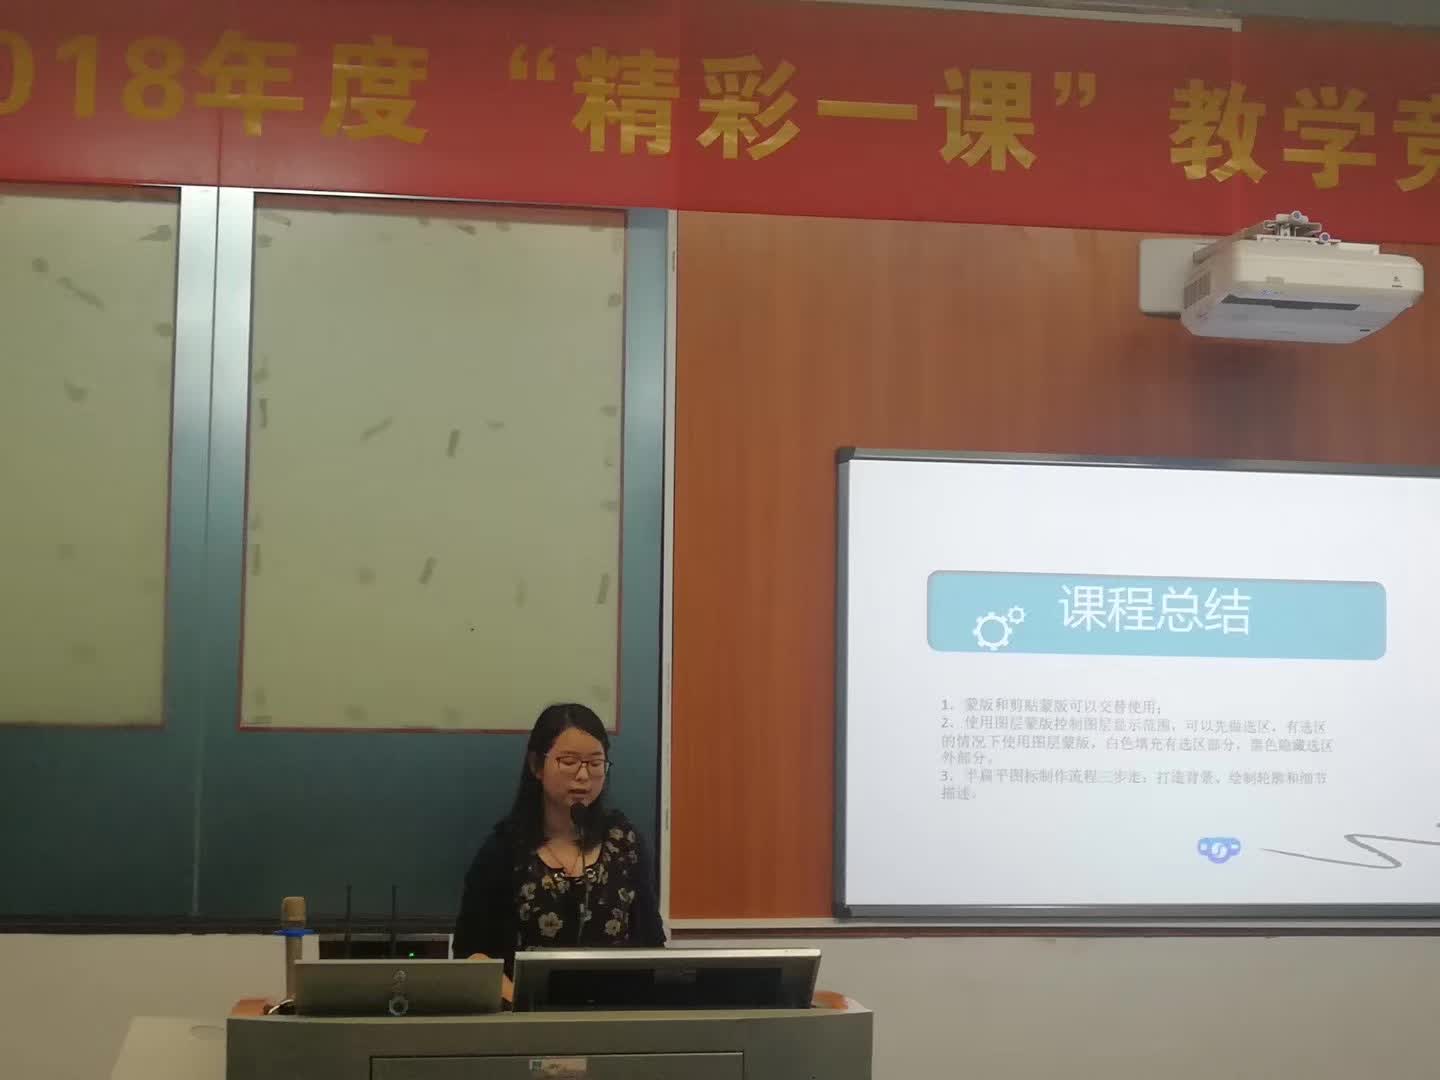 018年度“精彩一课”教学竞
课程总结
1、蒙版和剪贴蒙版可以交替使用；
2、使用图层蒙版控制图层显示范围，可以先做选区，有选区
的情况下使用图层蒙版，白色填充有选区部分，黑色隐藏选区
外部分。
3、半扁平图标制作流程三步走：打造背景、绘制轮廓和细节
描述。